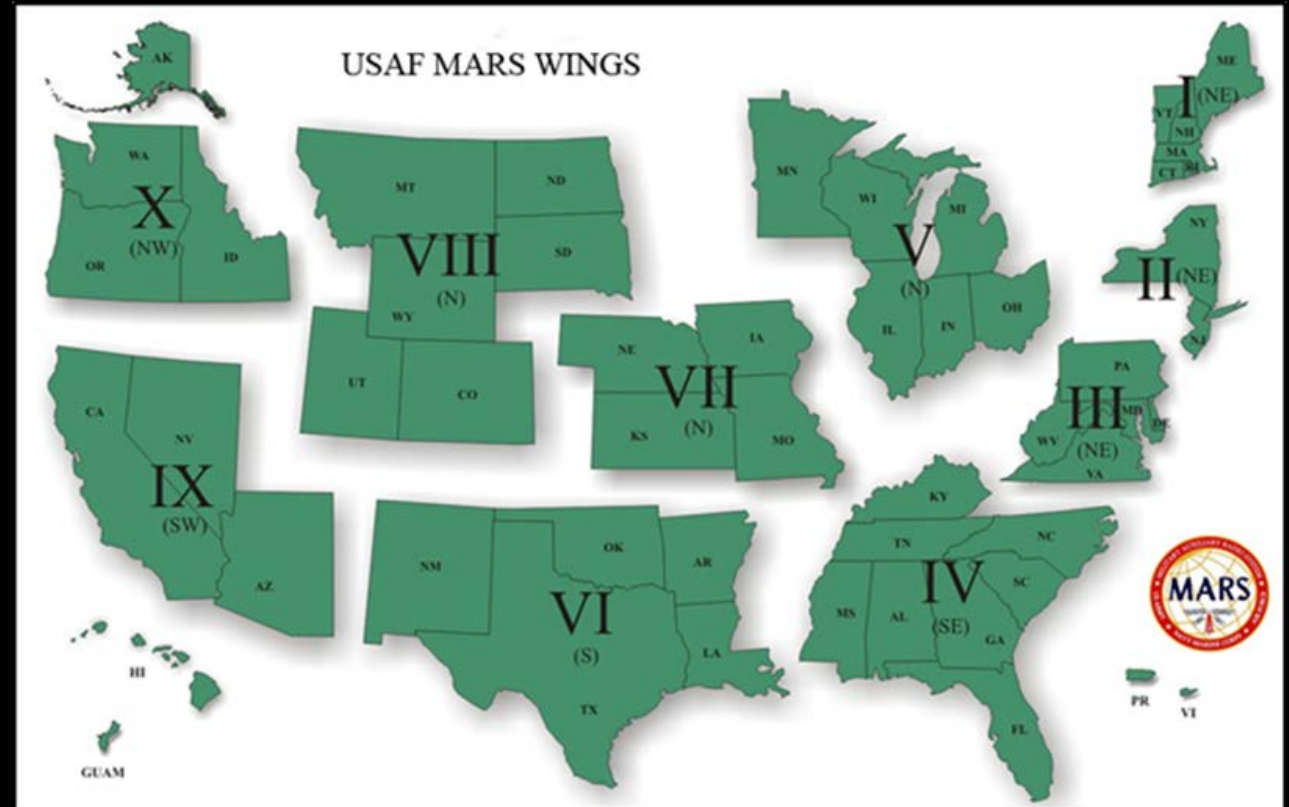 USAF MARS WINGS
AK
WA
X
(NW)
OR
ID
MT
ND
SD
VIII
(N)
WY
UT
CO
MN
WI
MI
V
(N)
IL
IN
OH
ME
I
(NE)
VT
NH
MA
CT
RI
NY
II
(NE)
NJ
PA
III
MD
DE
WV
(NE)
VA
NE
IA
VII
(N)
KS
MO
CA
NV
IX
(SW)
AZ
NM
OK
AR
VI
(S)
LA
TX
KY
TN
NC
IV
SC
MS
AL
(SE)
GA
FL
HI
GUAM
MARS
PR
VI